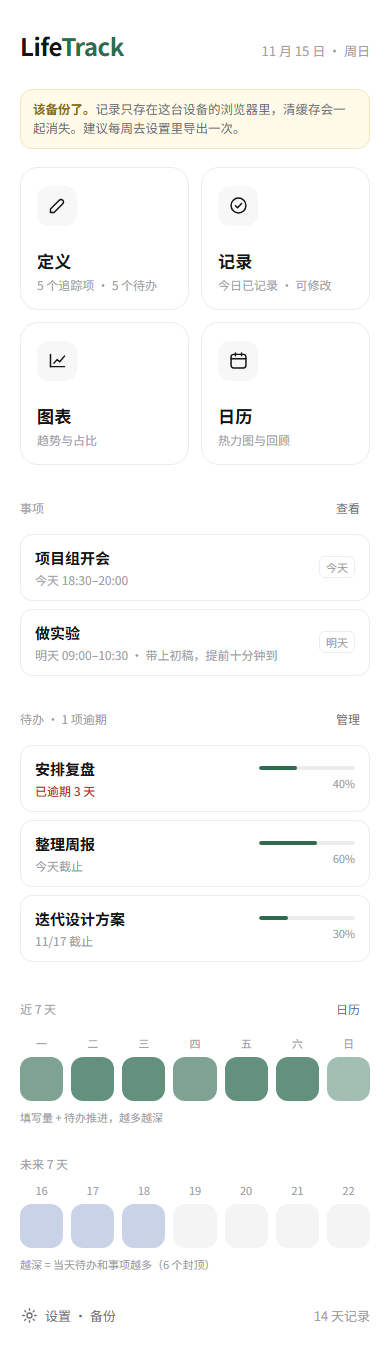 LifeTrack
11 月 15 日 · 周日
该备份了。记录只存在这台设备的浏览器里，清缓存会一
起消失。建议每周去设置里导出一次。
定义
5 个追踪项 · 5 个待办
记录
今日已记录 · 可修改
图表
趋势与占比
日历
热力图与回顾
事项
查看
项目组开会
今天 18:30–20:00
今天
做实验
明天 09:00–10:30 · 带上初稿，提前十分钟到
明天
待办 · 1 项逾期
管理
安排复盘
已逾期 3 天
40%
整理周报
今天截止
60%
迭代设计方案
11/17 截止
30%
近 7 天
日历
一 二 三 四 五 六 日
填写量 + 待办推进，越多越深
未来 7 天
16 17 18 19 20 21 22
越深 = 当天待办和事项越多（6 个封顶）
设置 · 备份
14 天记录